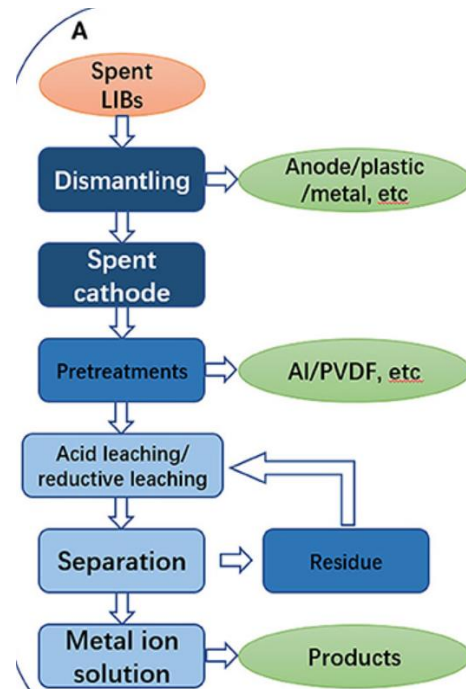 A
Spent
LIBs
Dismantling
Anode/plastic
/metal, etc
Spent
cathode
Pretreatments
Al/PVDF, etc
Acid leaching/
reductive leaching
Separation
Residue
Metal ion
solution
Products